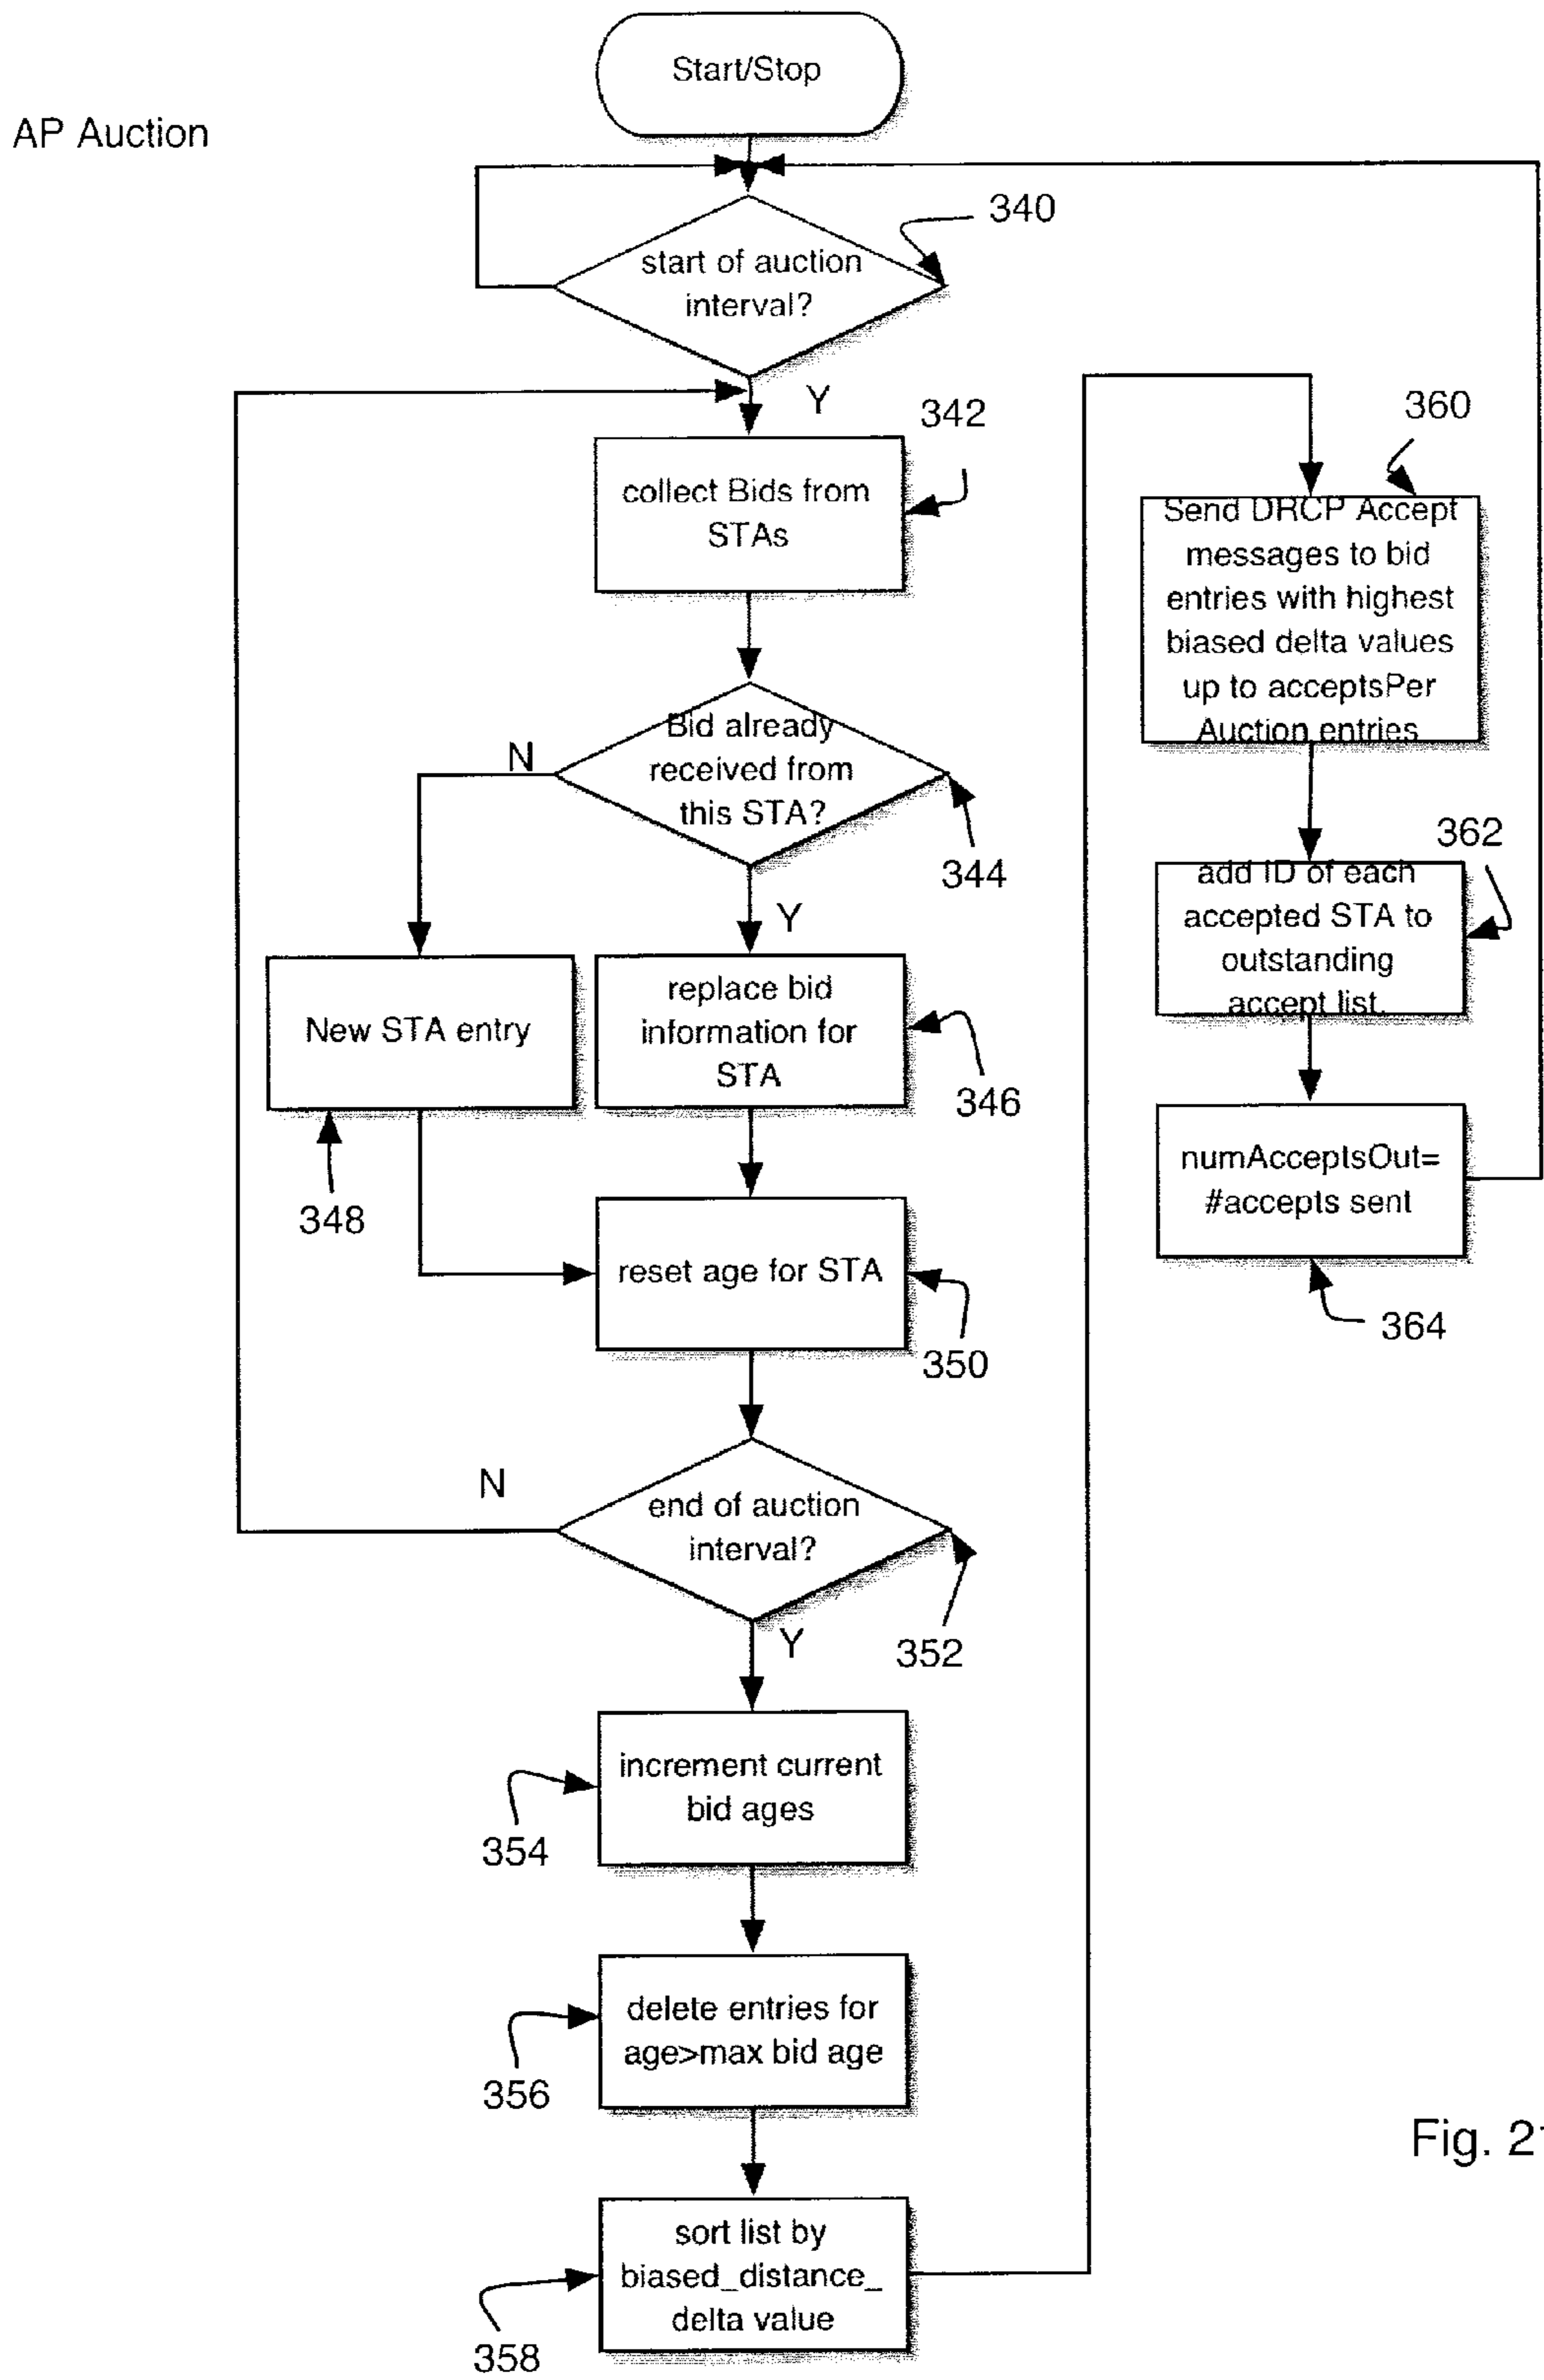 Start/Stop
AP Auction
340
start of auction
interval?
Y
342
collect Bids from
STAs
Bid already
received from
this STA?
N
344
Y
New STA entry
replace bid
information for
STA
346
348
reset age for STA
350
N
end of auction
interval?
352
Y
increment current
bid ages
354
delete entries for
age>max bid age
356
sort list by
biased_distance_
delta value
358
360
Send DRCP Accept
messages to bid
entries with highest
biased delta values
up to acceptsPer
Auction entries
362
add ID of each
accepted STA to
outstanding
accept list.
numAcceptsOut=
#accepts sent
364
Fig. 21